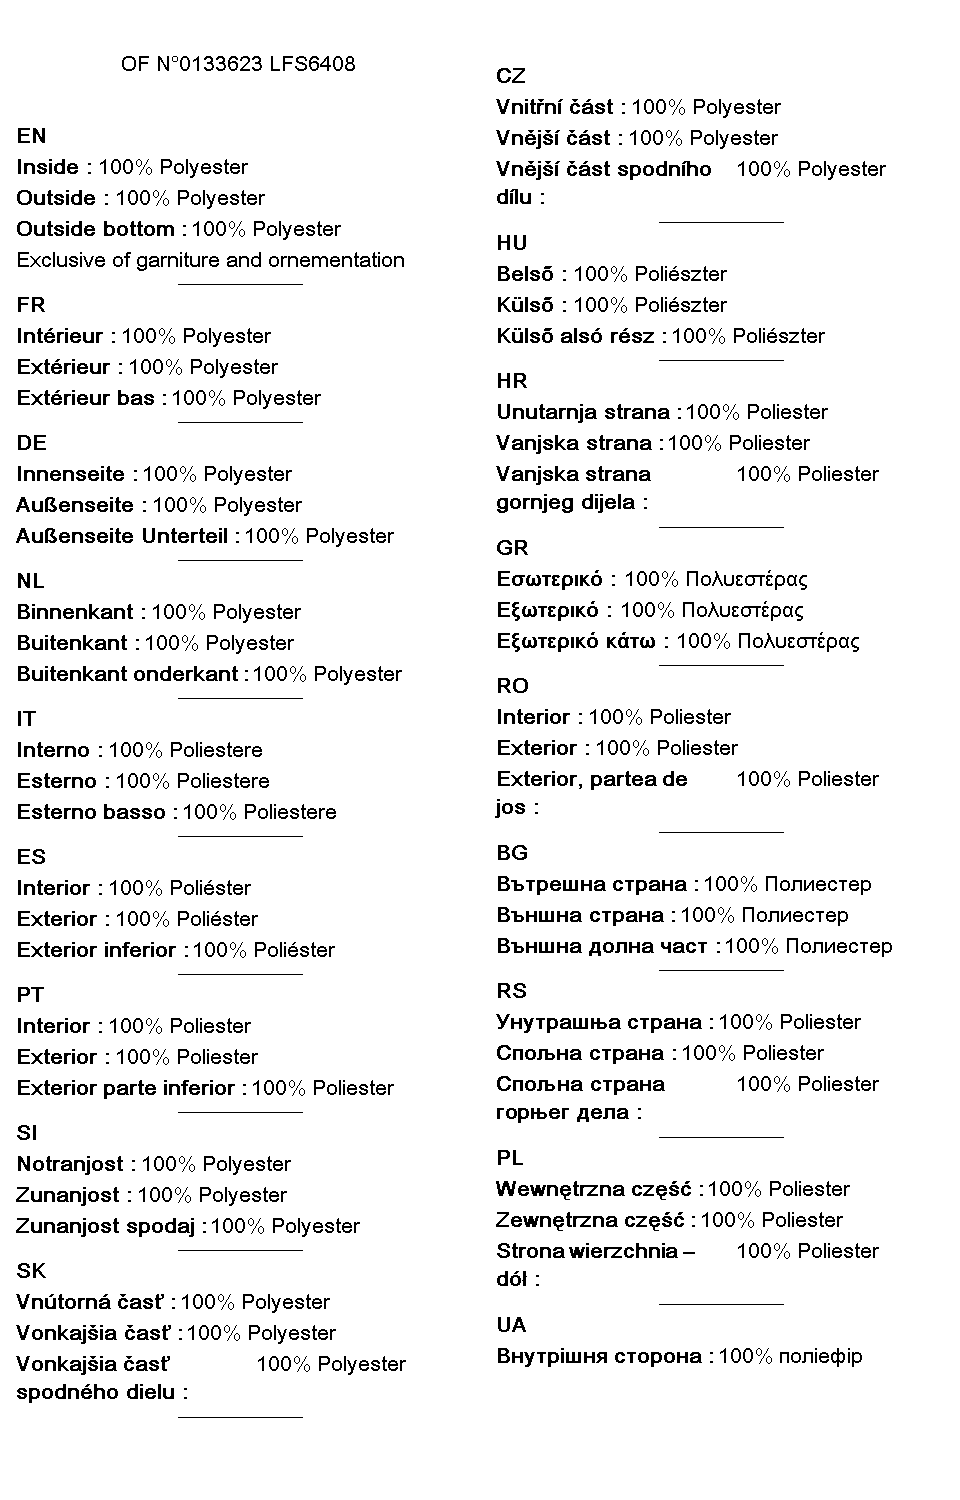 OF N°0133623 LFS6408
EN
Inside : 100% Polyester
Outside : 100% Polyester
Outside bottom : 100% Polyester
Exclusive of garniture and ornementation
FR
Intérieur : 100% Polyester
Extérieur : 100% Polyester
Extérieur bas : 100% Polyester
DE
Innenseite : 100% Polyester
Außenseite : 100% Polyester
Außenseite Unterteil : 100% Polyester
NL
Binnenkant : 100% Polyester
Buitenkant : 100% Polyester
Buitenkant onderkant : 100% Polyester
IT
Interno : 100% Poliestere
Esterno : 100% Poliestere
Esterno basso : 100% Poliestere
ES
Interior : 100% Poliéster
Exterior : 100% Poliéster
Exterior inferior : 100% Poliéster
PT
Interior : 100% Poliester
Exterior : 100% Poliester
Exterior parte inferior : 100% Poliester
SI
Notranjost : 100% Polyester
Zunanjost : 100% Polyester
Zunanjost spodaj : 100% Polyester
SK
Vnútorná časť : 100% Polyester
Vonkajšia časť : 100% Polyester
Vonkajšia časť 100% Polyester
spodného dielu :
CZ
Vnitřní část : 100% Polyester
Vnější část : 100% Polyester
Vnější část spodního 100% Polyester
dílu :
HU
Belsõ : 100% Poliészter
Külsõ : 100% Poliészter
Külsõ alsó rész : 100% Poliészter
HR
Unutarnja strana : 100% Poliester
Vanjska strana : 100% Poliester
Vanjska strana 100% Poliester
gornjeg dijela :
GR
Εσωτερικό : 100% Πολυεστέρας
Εξωτερικό : 100% Πολυεστέρας
Εξωτερικό κάτω : 100% Πολυεστέρας
RO
Interior : 100% Poliester
Exterior : 100% Poliester
Exterior, partea de 100% Poliester
jos :
BG
Вътрешна страна : 100% Полиестер
Външна страна : 100% Полиестер
Външна долна част : 100% Полиестер
RS
Унутрашња страна : 100% Poliester
Спољна страна : 100% Poliester
Спољна страна 100% Poliester
горњег дела :
PL
Wewnętrzna część : 100% Poliester
Zewnętrzna część : 100% Poliester
Strona wierzchnia – 100% Poliester
dół :
UA
Внутрішня сторона : 100% поліефір